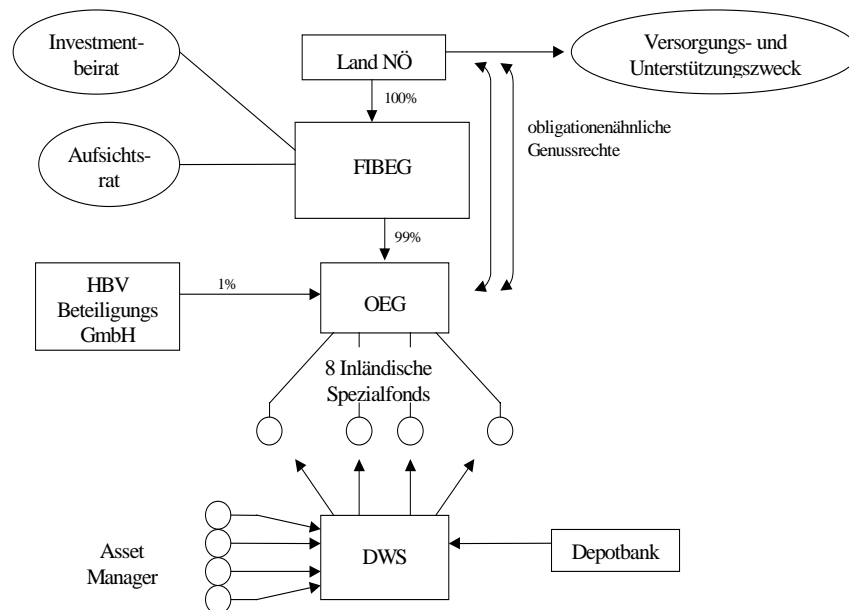 Investment-
beirat
Land NÖ
Versorgungs- und
Unterstützungszweck
100%
obligationenähnliche
Genussrechte
Aufsichts-
rat
FIBEG
99%
HBV
Beteiligungs
GmbH
1%
OEG
8 Inländische
Spezialfonds
Asset
Manager
DWS
Depotbank